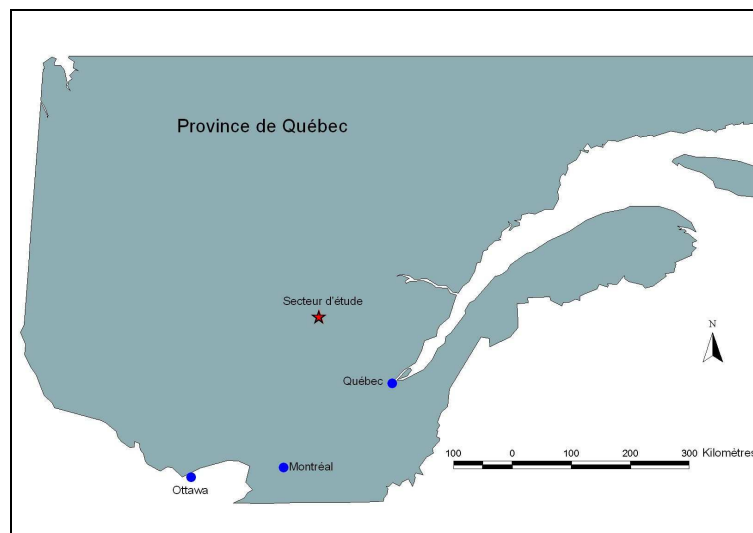 Province de Québec
Secteur d'étude
N
Québec
100 0 100 200 300 Kilomètres
Montréal
Ottawa